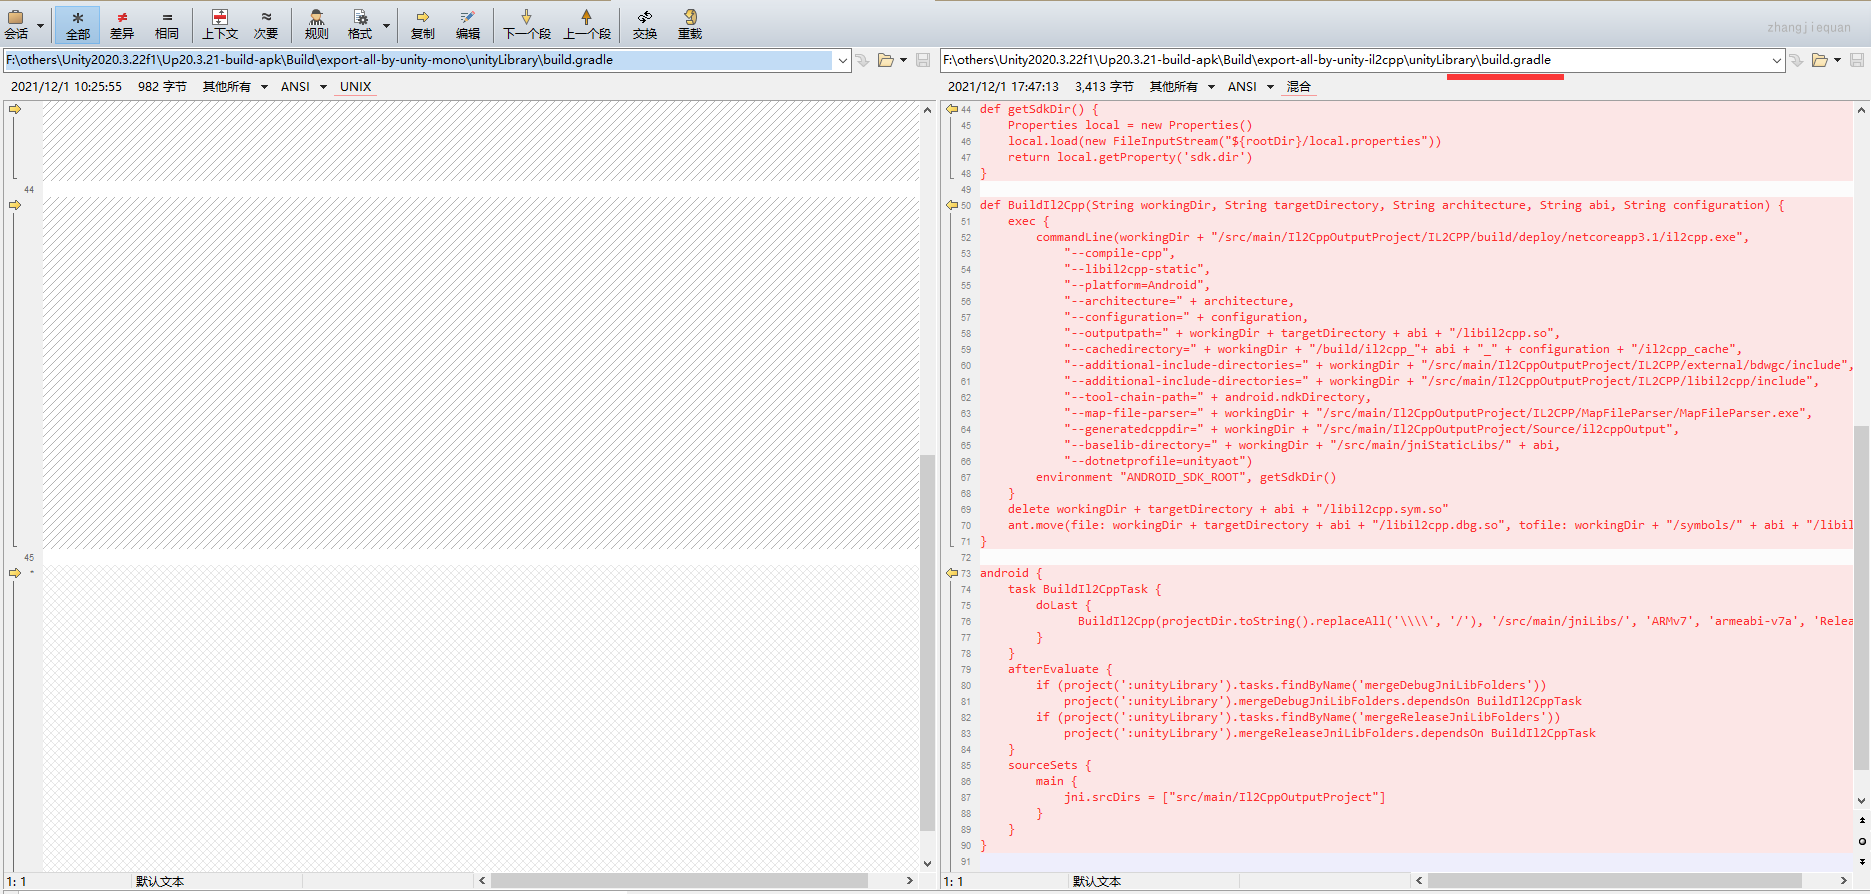 会话 全部 差异 相同 上下文 次要 规则 格式 复制 编辑 下一个段 上一个段 交换 重载
zhangjiequan
F:\others\Unity2020.3.22f1\Up20.3.21-build-apk\Build\export-all-by-unity-mono\unityLibrary\build.gradle
2021/12/1 10:25:55 982 字节 其他所有 ANSI UNIX
44
45
1: 1 默认文本
F:\others\Unity2020.3.22f1\Up20.3.21-build-apk\Build\export-all-by-unity-il2cpp\unityLibrary\build.gradle
2021/12/1 17:47:13 3,413 字节 其他所有 ANSI 混合
44 def getSdkDir() {
45 Properties local = new Properties()
46 local.load(new FileInputStream("${rootDir}/local.properties"))
47 return local.getProperty('sdk.dir')
48 }
49
50 def BuildIl2Cpp(String workingDir, String targetDirectory, String architecture, String abi, String configuration) {
51 exec {
52 commandLine(workingDir + "/src/main/Il2CppOutputProject/IL2CPP/build/deploy/netcoreapp3.1/il2cpp.exe",
53 "--compile-cpp",
54 "--libil2cpp-static",
55 "--platform=Android",
56 "--architecture=" + architecture,
57 "--configuration=" + configuration,
58 "--outputpath=" + workingDir + targetDirectory + abi + "/libil2cpp.so",
59 "--cachedirectory=" + workingDir + "/build/il2cpp_"+ abi + "_" + configuration + "/il2cpp_cache",
60 "--additional-include-directories=" + workingDir + "/src/main/Il2CppOutputProject/IL2CPP/external/bdwgc/include",
61 "--additional-include-directories=" + workingDir + "/src/main/Il2CppOutputProject/IL2CPP/libil2cpp/include",
62 "--tool-chain-path=" + android.ndkDirectory,
63 "--map-file-parser=" + workingDir + "/src/main/Il2CppOutputProject/IL2CPP/MapFileParser/MapFileParser.exe",
64 "--generatedcppdir=" + workingDir + "/src/main/Il2CppOutputProject/Source/il2cppOutput",
65 "--baselib-directory=" + workingDir + "/src/main/jniStaticLibs/" + abi,
66 "--dotnetprofile=unityaot")
67 environment "ANDROID_SDK_ROOT", getSdkDir()
68 }
69 delete workingDir + targetDirectory + abi + "/libil2cpp.sym.so"
70 ant.move(file: workingDir + targetDirectory + abi + "/libil2cpp.dbg.so", tofile: workingDir + "/symbols/" + abi + "/libil
71 }
72
73 android {
74 task BuildIl2CppTask {
75 doLast {
76 BuildIl2Cpp(projectDir.toString().replaceAll('\\\\', '/'), '/src/main/jniLibs/', 'ARMv7', 'armeabi-v7a', 'Relea
77 }
78 }
79 afterEvaluate {
80 if (project(':unityLibrary').tasks.findByName('mergeDebugJniLibFolders'))
81 project(':unityLibrary').mergeDebugJniLibFolders.dependsOn BuildIl2CppTask
82 if (project(':unityLibrary').tasks.findByName('mergeReleaseJniLibFolders'))
83 project(':unityLibrary').mergeReleaseJniLibFolders.dependsOn BuildIl2CppTask
84 }
85 sourceSets {
86 main {
87 jni.srcDirs = ["src/main/Il2CppOutputProject"]
88 }
89 }
90 }
91
1: 1 默认文本